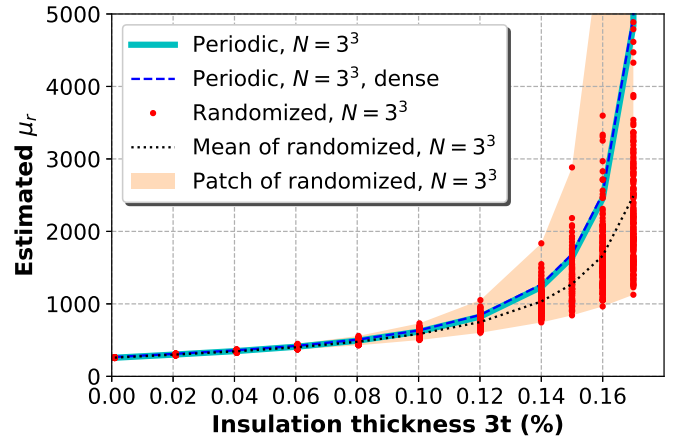 5000
4000
3000
2000
1000
0
Estimated μr
Periodic, N = 3³
Periodic, N = 3³, dense
Randomized, N = 3³
Mean of randomized, N = 3³
Patch of randomized, N = 3³
0.00 0.02 0.04 0.06 0.08 0.10 0.12 0.14 0.16
Insulation thickness 3t (%)